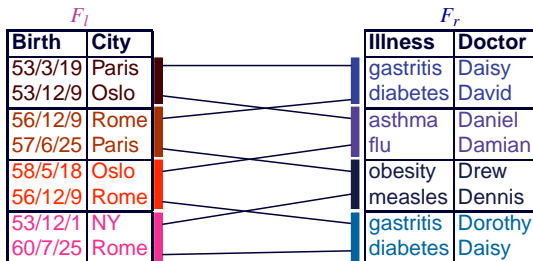 F_l F_r
Birth City Illness Doctor
53/3/19 Paris gastritis Daisy
53/12/9 Oslo diabetes David
56/12/9 Rome asthma Daniel
57/6/25 Paris flu Damian
58/5/18 Oslo obesity Drew
56/12/9 Rome measles Dennis
53/12/1 NY gastritis Dorothy
60/7/25 Rome diabetes Daisy